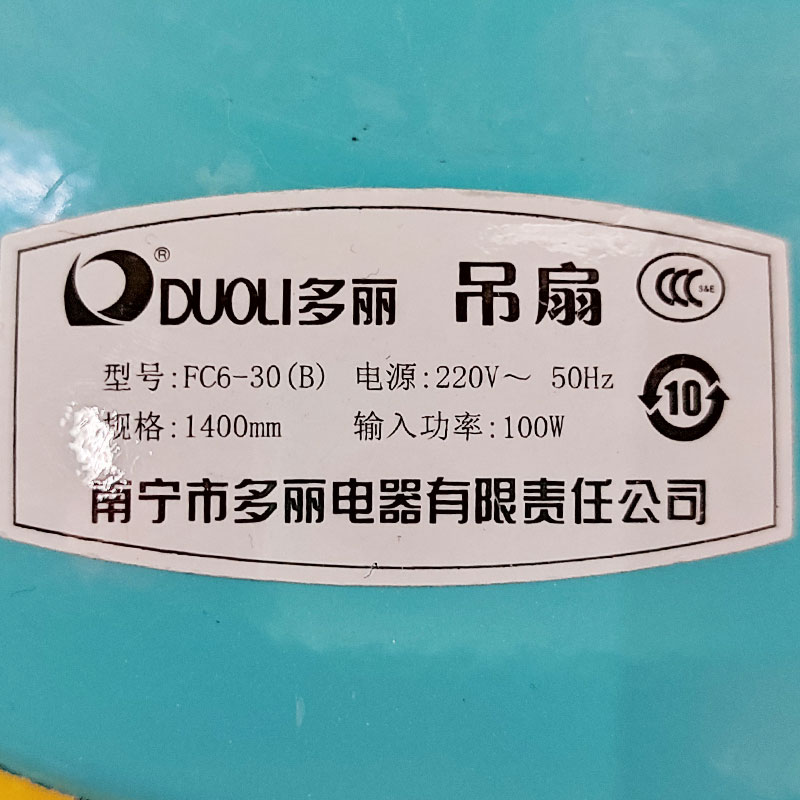 DUOLI多丽® 吊扇 CCC S&E
型号:FC6-30(B) 电源:220V～ 50Hz
规格:1400mm 输入功率:100W
10
南宁市多丽电器有限责任公司